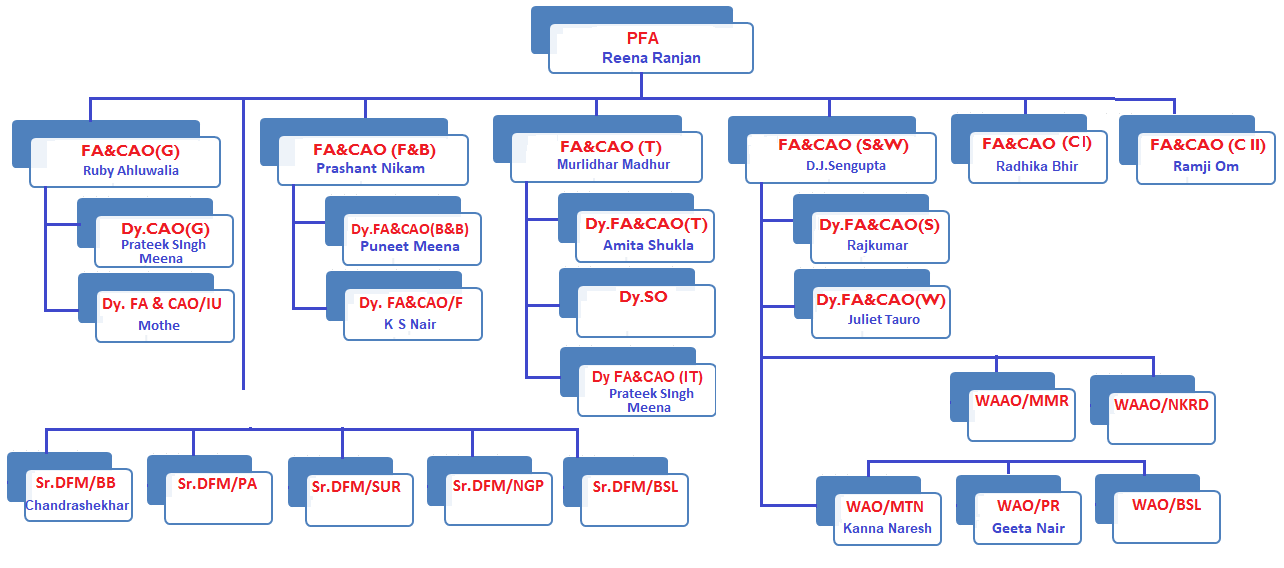 PFA
Reena Ranjan
FA&CAO(G)
Ruby Ahluwalia
FA&CAO (F&B)
Prashant Nikam
FA&CAO (T)
Murlidhar Madhur
FA&CAO (S&W)
D.J.Sengupta
FA&CAO (CI)
Radhika Bhir
FA&CAO (C II)
Ramji Om
Dy.CAO(G)
Prateek SIngh
Meena
Dy. FA & CAO/IU
Mothe
Dy.FA&CAO(B&B)
Puneet Meena
Dy. FA&CAO/F
K S Nair
Dy.FA&CAO(T)
Amita Shukla
Dy.SO
Dy FA&CAO (IT)
Prateek SIngh
Meena
Dy.FA&CAO(S)
Rajkumar
Dy.FA&CAO(W)
Juliet Tauro
WAAO/MMR
WAAO/NKRD
Sr.DFM/BB
Chandrashekhar
Sr.DFM/PA
Sr.DFM/SUR
Sr.DFM/NGP
Sr.DFM/BSL
WAO/MTN
Kanna Naresh
WAO/PR
Geeta Nair
WAO/BSL